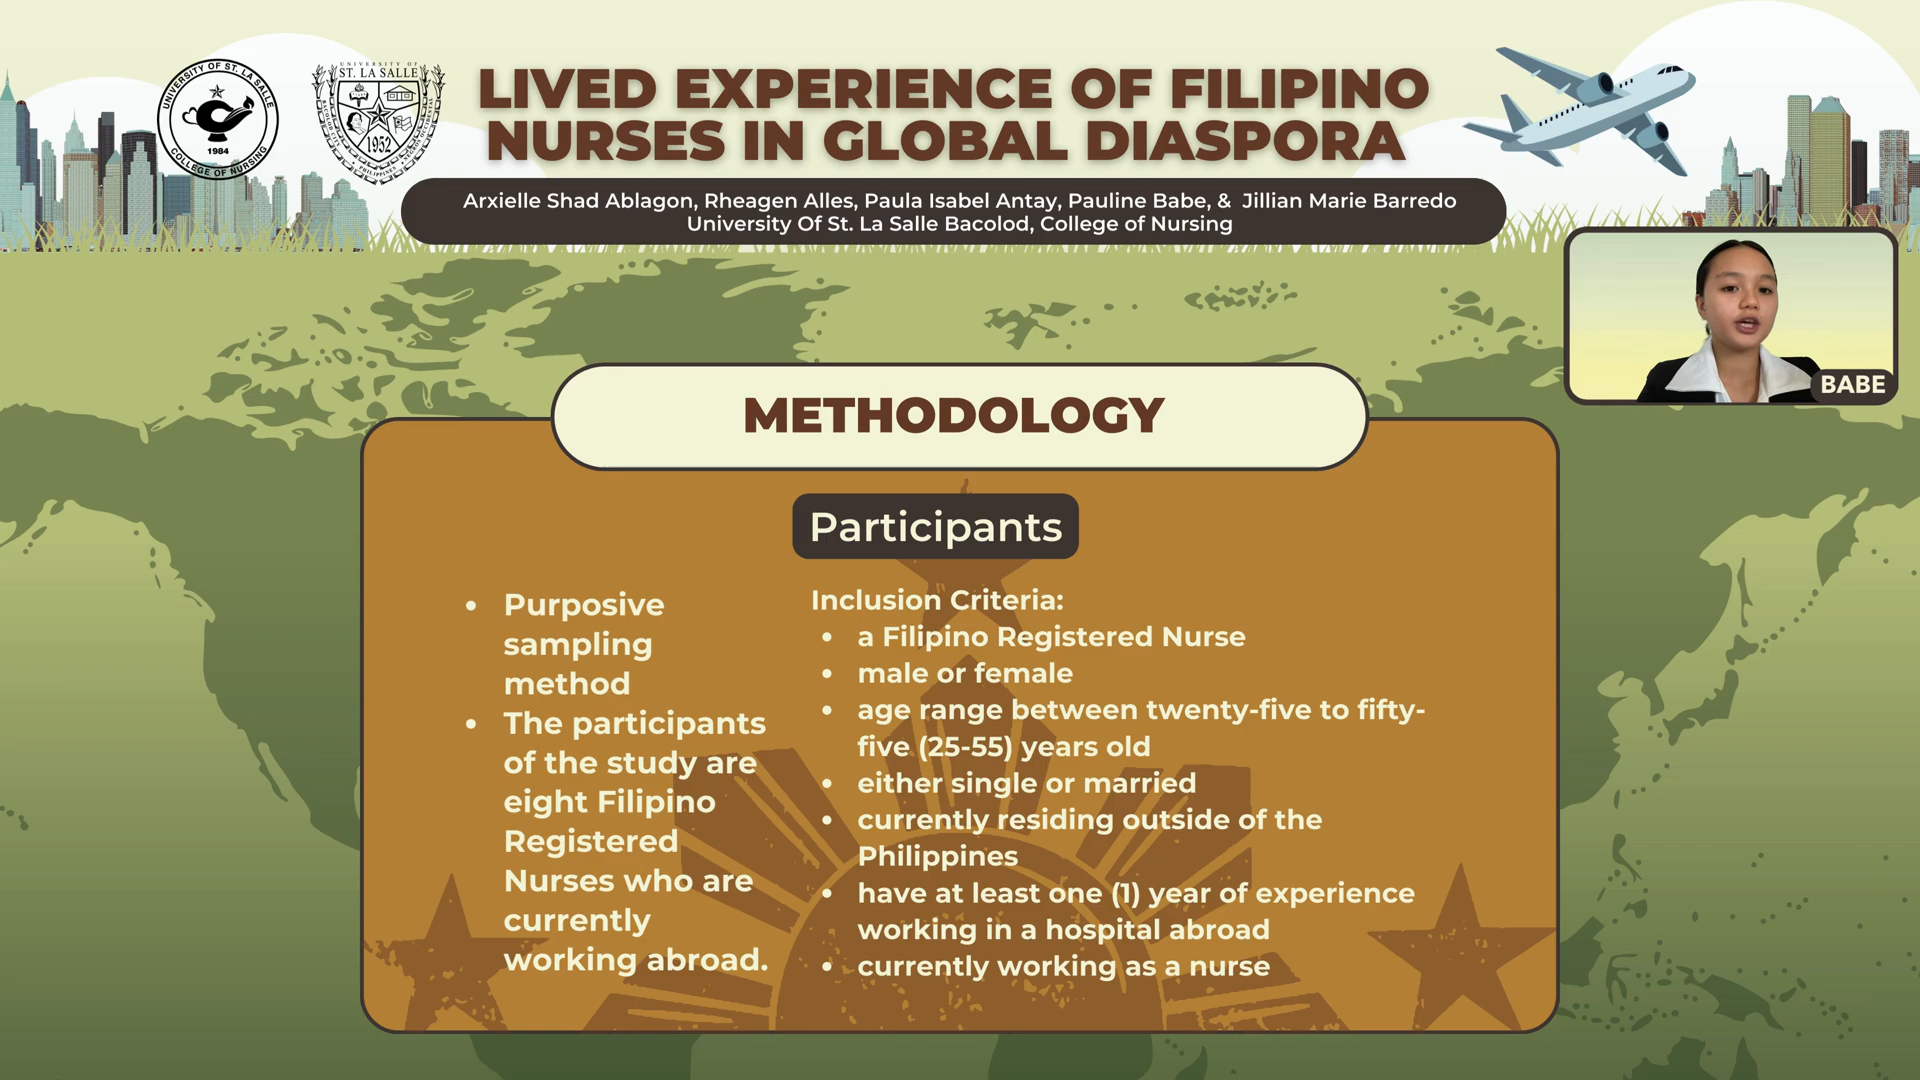 UNIVERSITY OF ST. LA SALLE
1984
COLLEGE OF NURSING
UNIVERSITY OF
ST. LA SALLE
1952
PHILIPPINES
LIVED EXPERIENCE OF FILIPINO
NURSES IN GLOBAL DIASPORA
Arxielle Shad Ablagon, Rheagen Alles, Paula Isabel Antay, Pauline Babe, & Jillian Marie Barredo
University Of St. La Salle Bacolod, College of Nursing
BABE
METHODOLOGY
Participants
• Purposive
sampling
method
• The participants
of the study are
eight Filipino
Registered
Nurses who are
currently
working abroad.
Inclusion Criteria:
• a Filipino Registered Nurse
• male or female
• age range between twenty-five to fifty-
five (25-55) years old
• either single or married
• currently residing outside of the
Philippines
• have at least one (1) year of experience
working in a hospital abroad
• currently working as a nurse